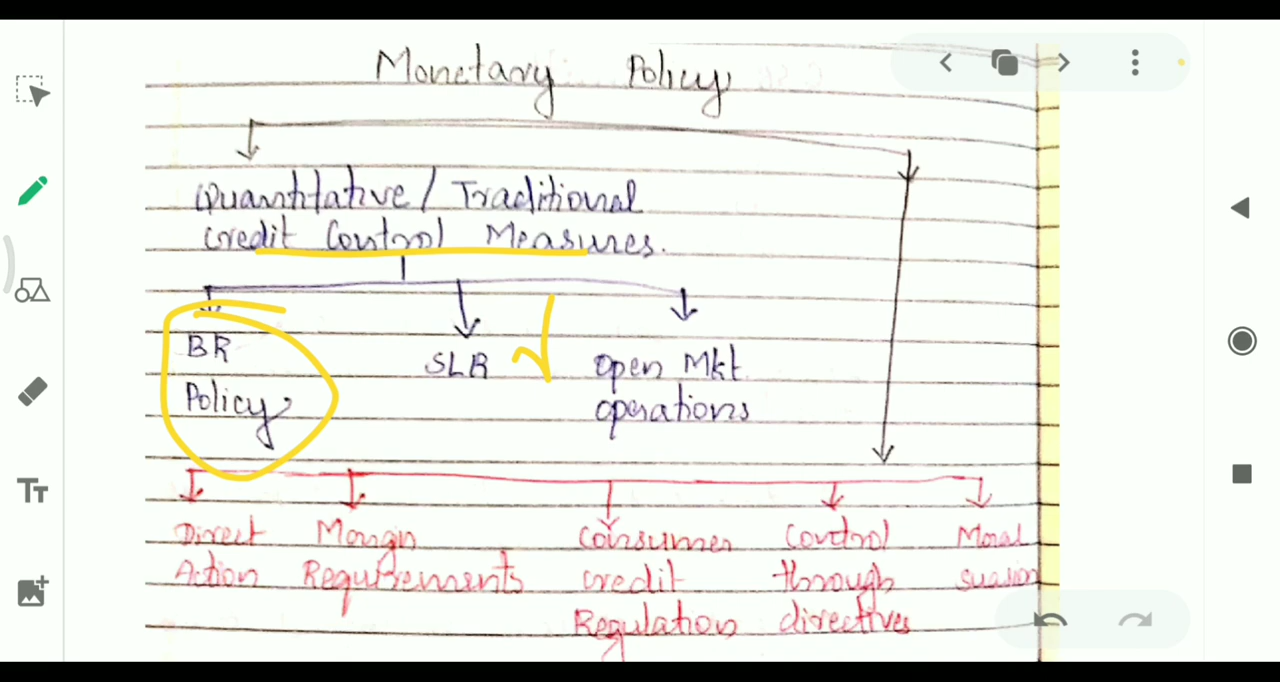 Monetary Policy
Quantitative / Traditional
Credit Control Measures.
BR
Policy
SLR
Open Mkt
operations
Direct
Action
Margin
Requirements
Consumer
credit
Regulation
Control
through
directives
Moral
suasion
TT